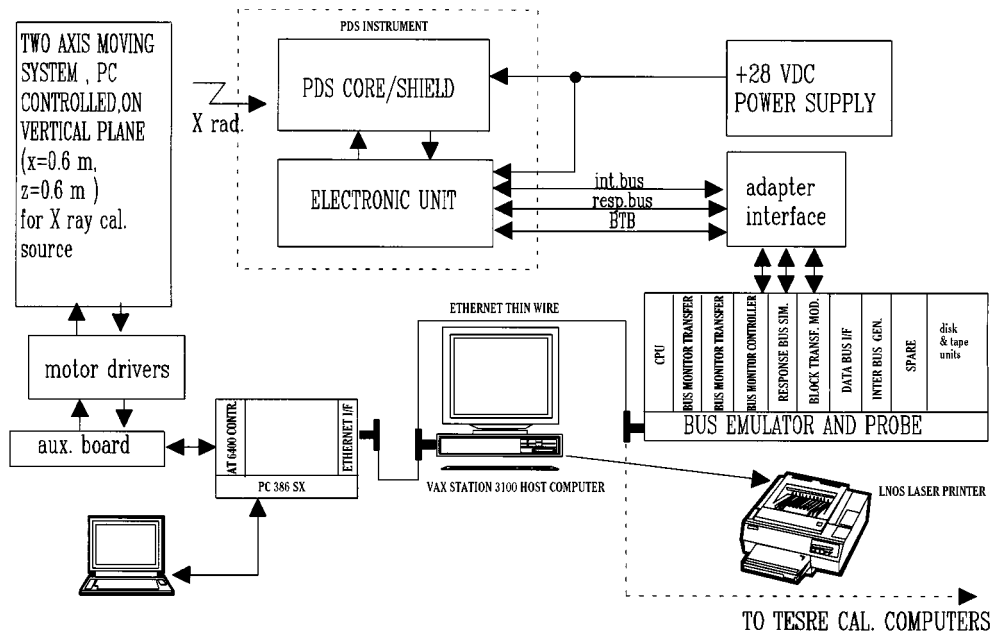 TWO AXIS MOVING
SYSTEM , PC
CONTROLLED,ON
VERTICAL PLANE
(x=0.6 m,
z=0.6 m )
for X ray cal.
source
PDS INSTRUMENT
PDS CORE/SHIELD
X rad.
ELECTRONIC UNIT
+28 VDC
POWER SUPPLY
int.bus
resp.bus
BTB
adapter
interface
motor drivers
aux. board
ETHERNET THIN WIRE
CPU
BUS MONITOR TRANSFER
BUS MONITOR TRANSFER
BUS MONITOR CONTROLLER
RESPONSE BUS SIM.
BLOCK TRANSF. MOD.
DATA BUS I/F
INTER BUS GEN.
SPARE
disk
& tape
units
BUS EMULATOR AND PROBE
AT 6400 CONTR.
ETHERNET I/F
PC 386 SX
VAX STATION 3100 HOST COMPUTER
LNOS LASER PRINTER
TO TESRE CAL. COMPUTERS